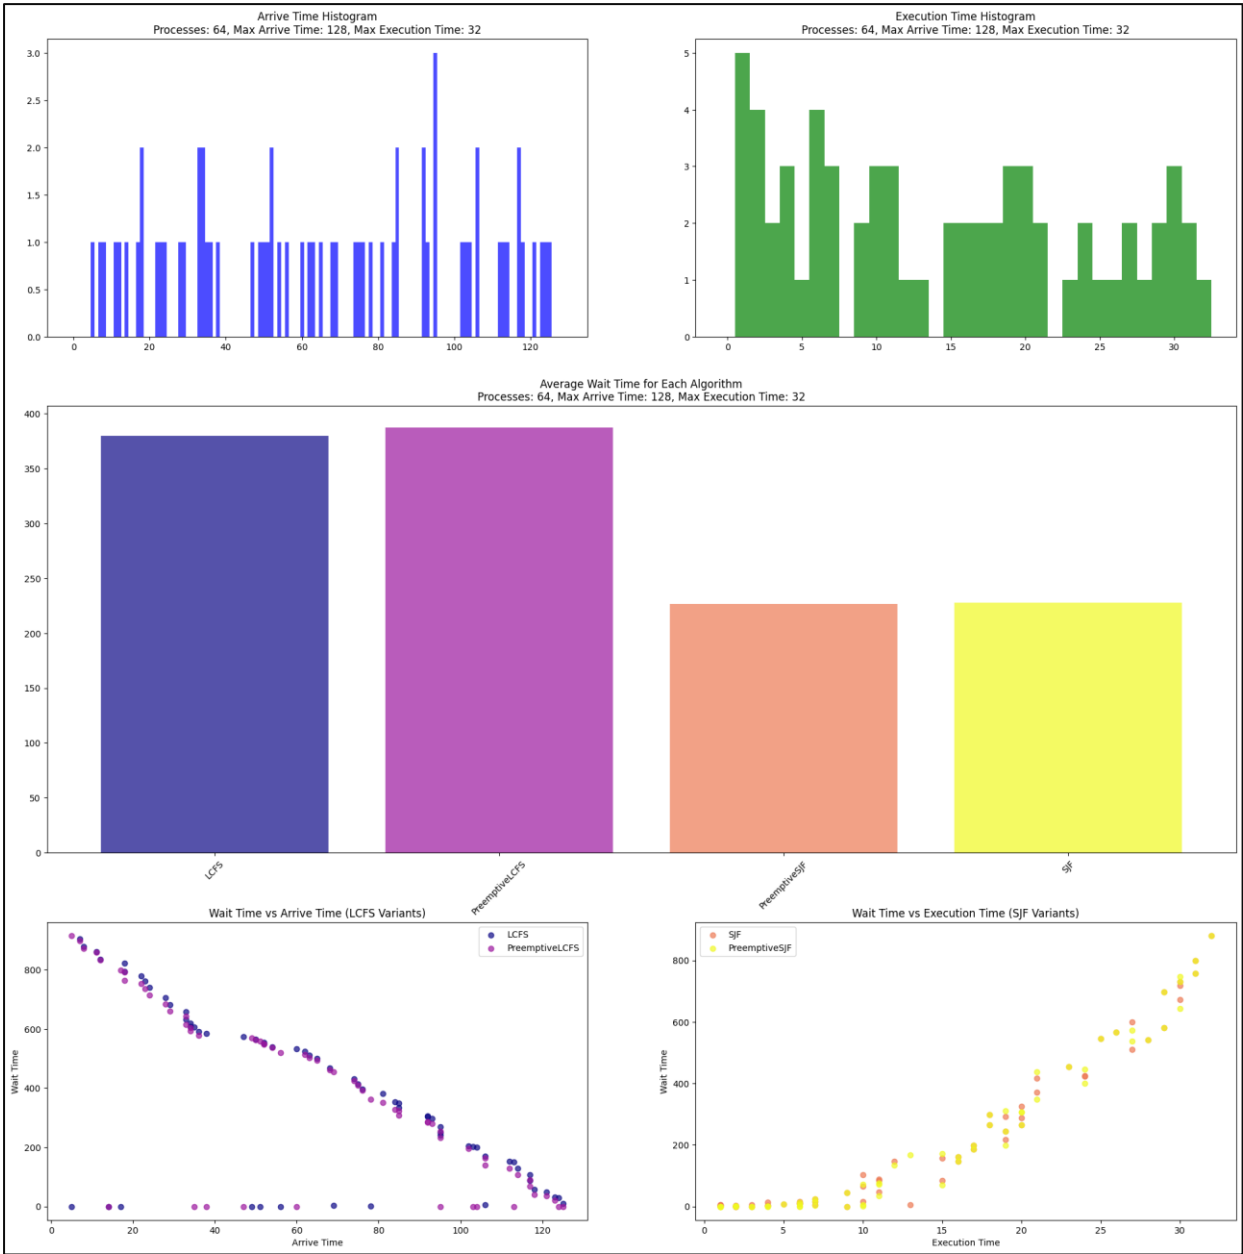 Arrive Time Histogram
Processes: 64, Max Arrive Time: 128, Max Execution Time: 32
3.0
2.5
2.0
1.5
1.0
0.5
0.0
0 20 40 60 80 100 120
Execution Time Histogram
Processes: 64, Max Arrive Time: 128, Max Execution Time: 32
5
4
3
2
1
0
0 5 10 15 20 25 30
Average Wait Time for Each Algorithm
Processes: 64, Max Arrive Time: 128, Max Execution Time: 32
400
350
300
250
200
150
100
50
0
LCFS
PreemptiveLCFS
PreemptiveSJF
SJF
Wait Time vs Arrive Time (LCFS Variants)
LCFS
PreemptiveLCFS
Wait Time
800
600
400
200
0
0 20 40 60 80 100 120
Arrive Time
Wait Time vs Execution Time (SJF Variants)
SJF
PreemptiveSJF
Wait Time
800
600
400
200
0
0 5 10 15 20 25 30
Execution Time